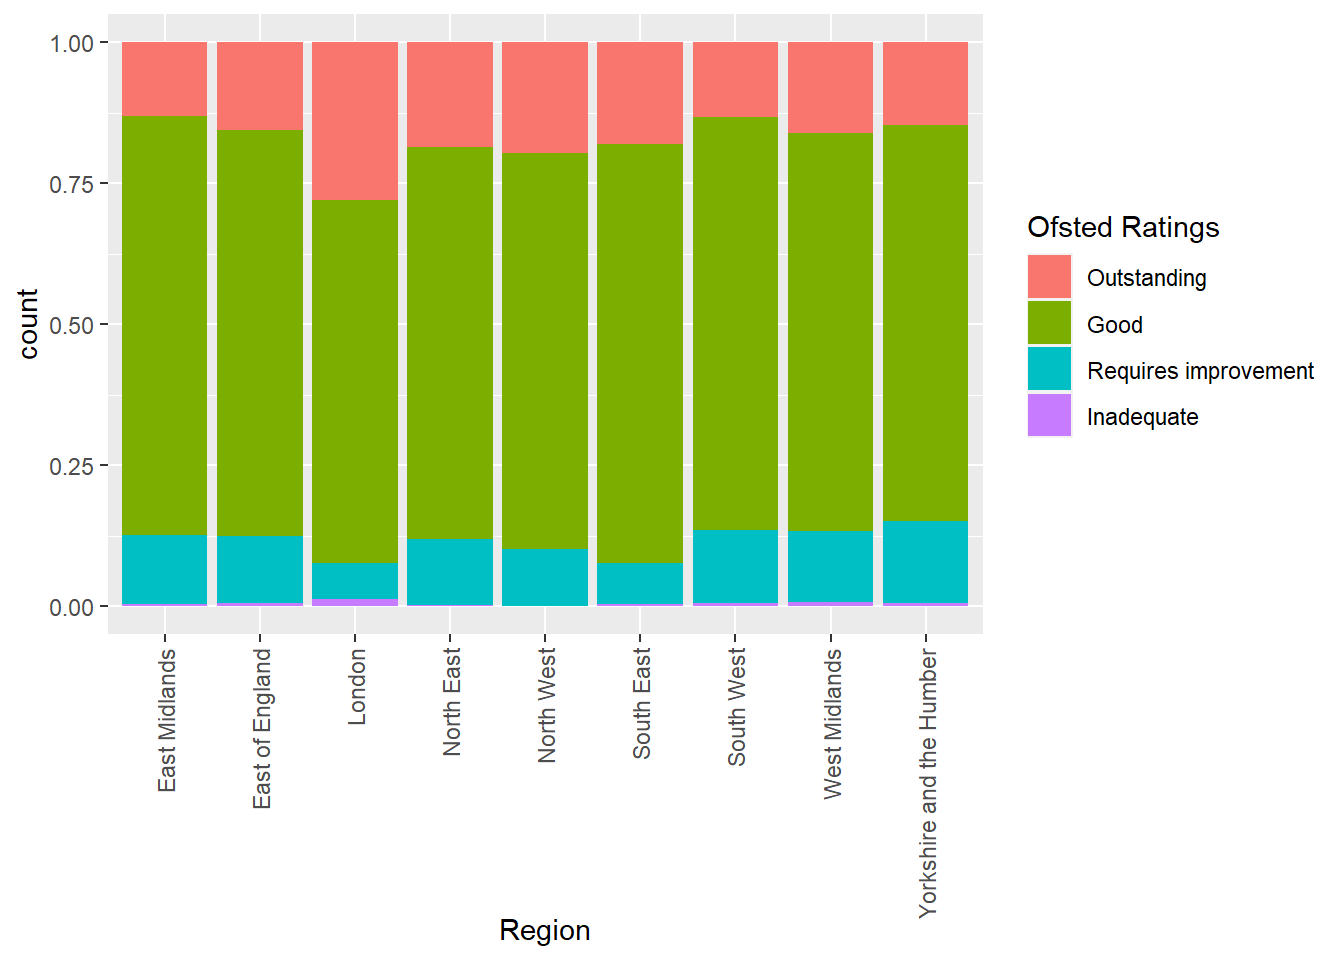 1.00
0.75
0.50
0.25
0.00
count
East Midlands
East of England
London
North East
North West
South East
South West
West Midlands
Yorkshire and the Humber
Region
Ofsted Ratings
Outstanding
Good
Requires improvement
Inadequate